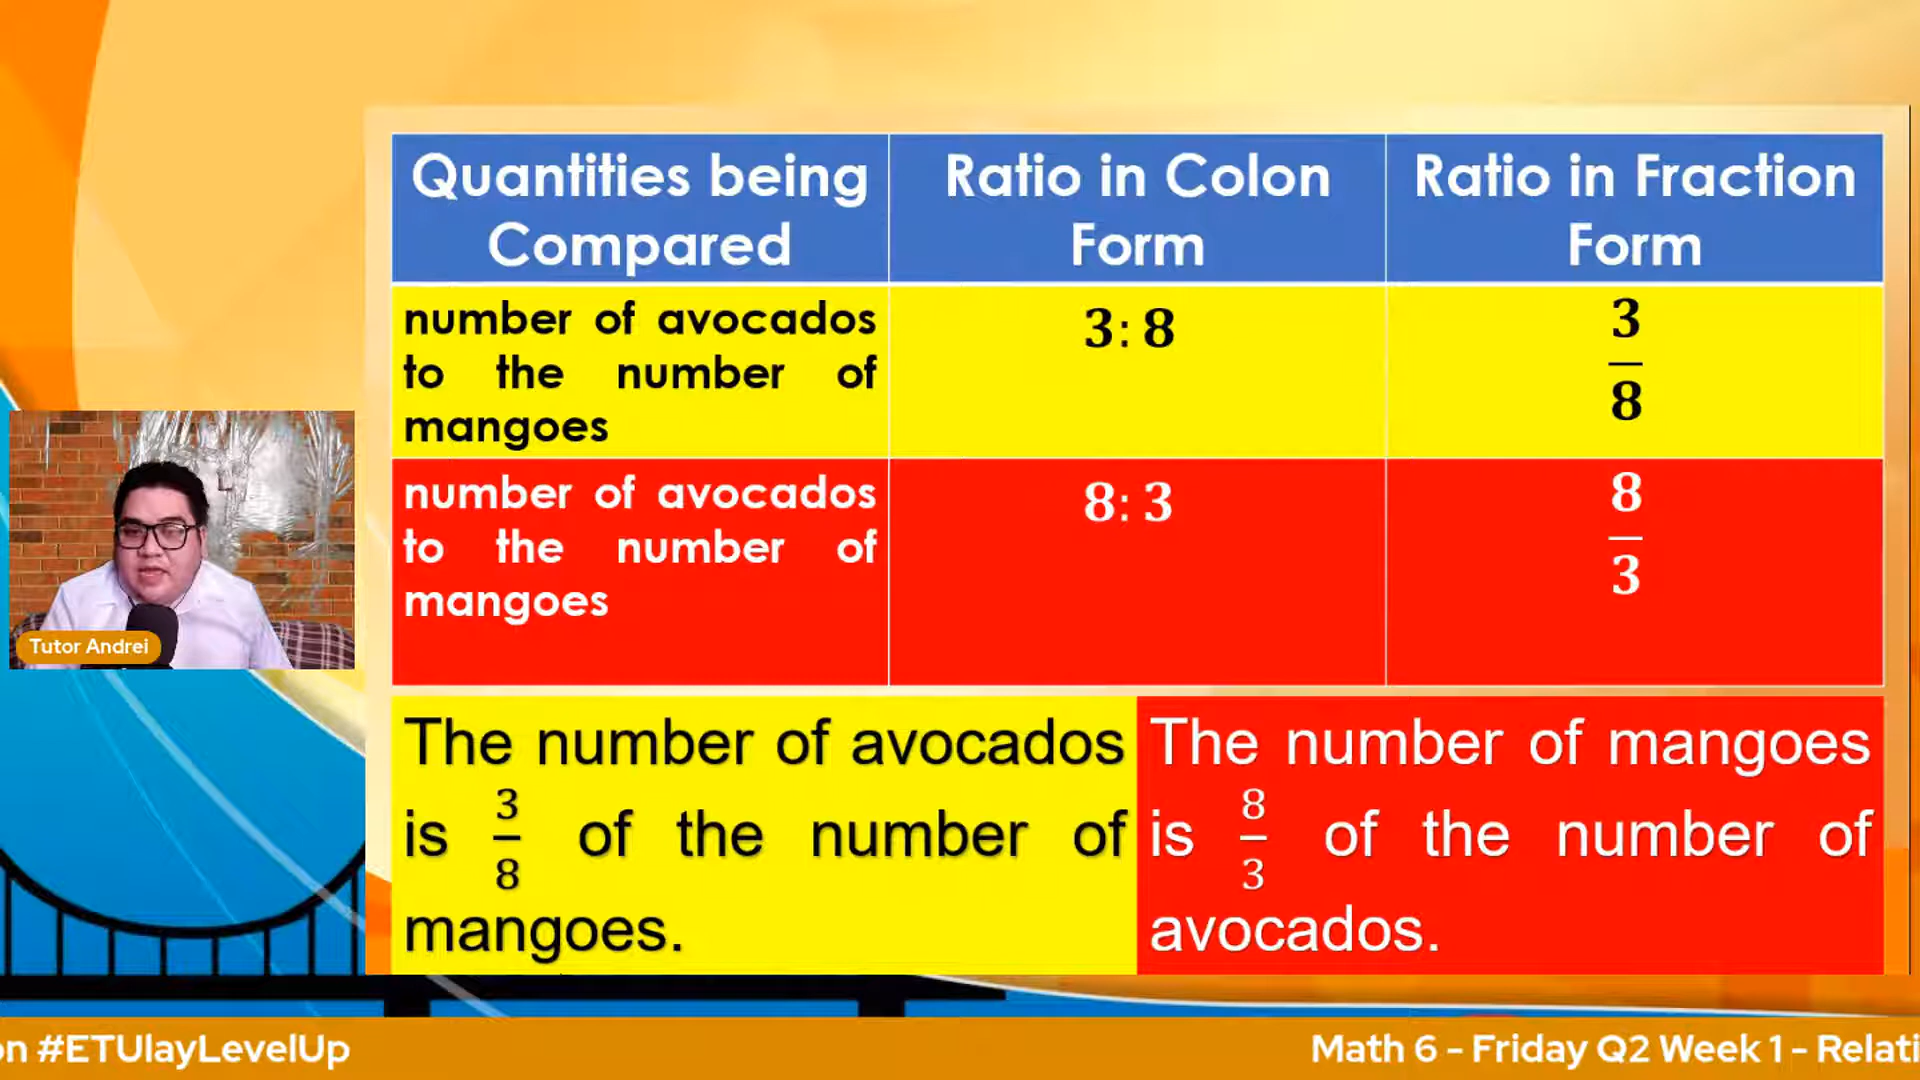 Quantities being
Compared
Ratio in Colon
Form
Ratio in Fraction
Form
number of avocados
to the number of
mangoes
3: 8
3
8
number of avocados
to the number of
mangoes
8: 3
8
3
The number of avocados
is 3/8 of the number of
mangoes.
The number of mangoes
is 8/3 of the number of
avocados.
Tutor Andrei
on #ETUlayLevelUp
Math 6 - Friday Q2 Week 1 - Relati